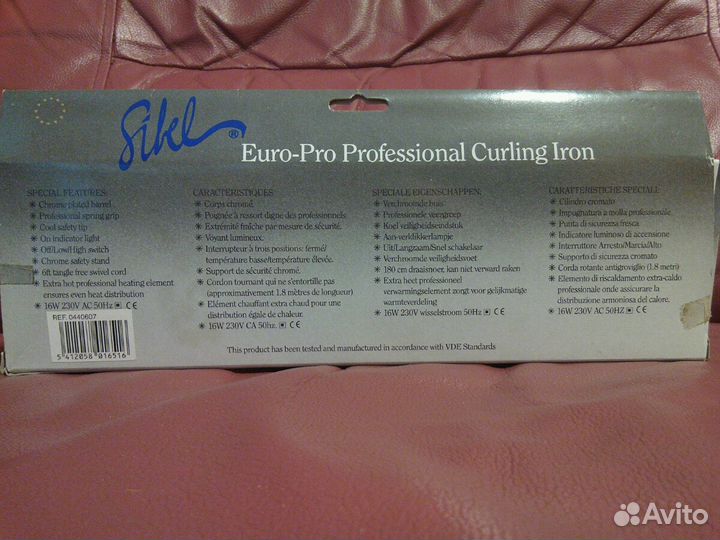 Sibel®
Euro-Pro Professional Curling Iron
SPECIAL FEATURES:
✳ Chrome plated barrel
✳ Professional sprung grip
✳ Cool safety tip
✳ On indicator light
✳ Off/Low/High switch
✳ Chrome safety stand
✳ 6ft tangle free swivel cord
✳ Extra hot professional heating element
ensures even heat distribution
✳ 16W 230V AC 50Hz CE
REF. 0440607
5 412058 016516
CARACTERISTIQUES:
✳ Corps chromé.
✳ Poignée à ressort digne des professionnels.
✳ Extrémité fraîche par mesure de sécurité.
✳ Voyant lumineux.
✳ Interrupteur à trois positions: fermé/
température basse/température élevée.
✳ Support de sécurité chromé.
✳ Cordon tournant qui ne s'entortille pas
(approximativement 1.8 mètres de longueur)
✳ Elément chauffant extra chaud pour une
distribution égale de chaleur.
✳ 16W 230V CA 50hz. CE
SPECIALE EIGENSCHAPPEN:
✳ Verchroomde buis
✳ Professionele veergreep
✳ Koel veiligheidseindstuk
✳ Aan-verklikkerlampje
✳ Uit/Langzaam/Snel schakelaar
✳ Verchroomde veiligheidsvoet
✳ 180 cm draaisnoer, kan niet verward raken
✳ Extra heet professioneel
verwarmingselement zorgt voor gelijkmatige
warmteverdeling
✳ 16W 230V wisselstroom 50Hz CE
CARATTERISTICHE SPECIALI:
✳ Cilindro cromato
✳ Impugnatura a molla professionale
✳ Punta di sicurezza fresca
✳ Indicatore luminoso di accensione
✳ Interruttore Arresto/Marcia/Alto
✳ Supporto di sicurezza cromato
✳ Corda rotante antigroviglio (1.8 metri)
✳ Elemento di riscaldamento extra-caldo
professionale onde assicurare la
distribuzione armoniosa del calore.
✳ 16W 230V AC 50HZ CE
This product has been tested and manufactured in accordance with VDE Standards
Avito